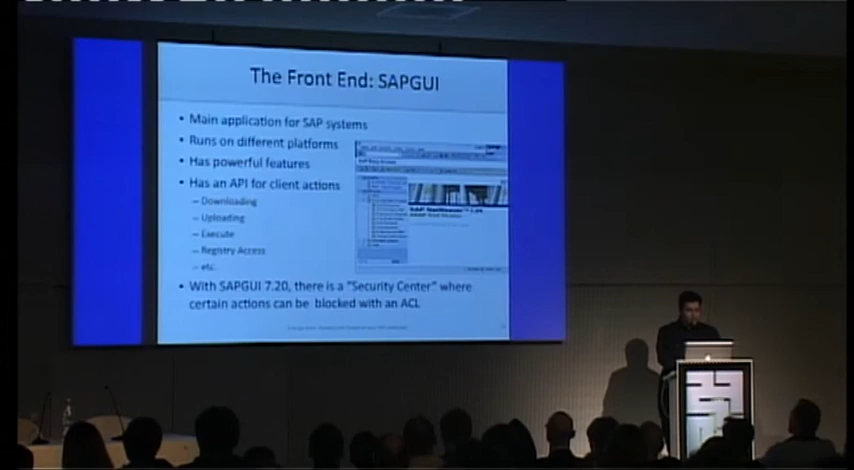 The Front End: SAPGUI
• Main application for SAP systems
• Runs on different platforms
• Has powerful features
• Has an API for client actions
– Downloading
– Uploading
– Execute
– Registry Access
– etc.
• With SAPGUI 7.20, there is a "Security Center" where
certain actions can be blocked with an ACL